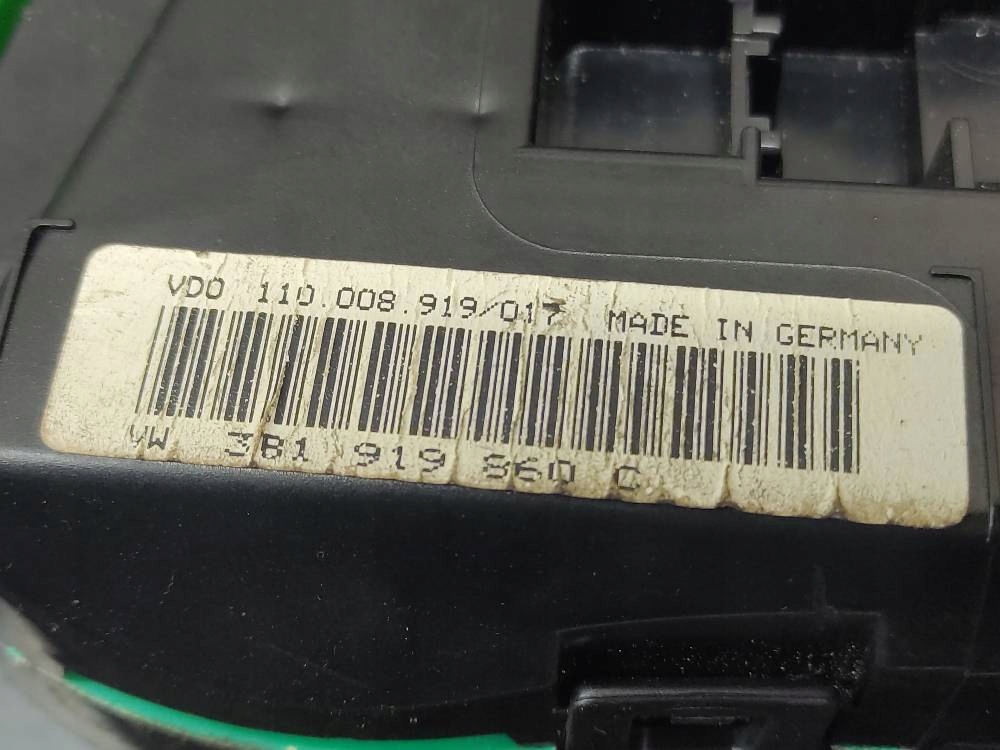 VDO 110.008.919/017 MADE IN GERMANY
VW 3B1 919 860 C